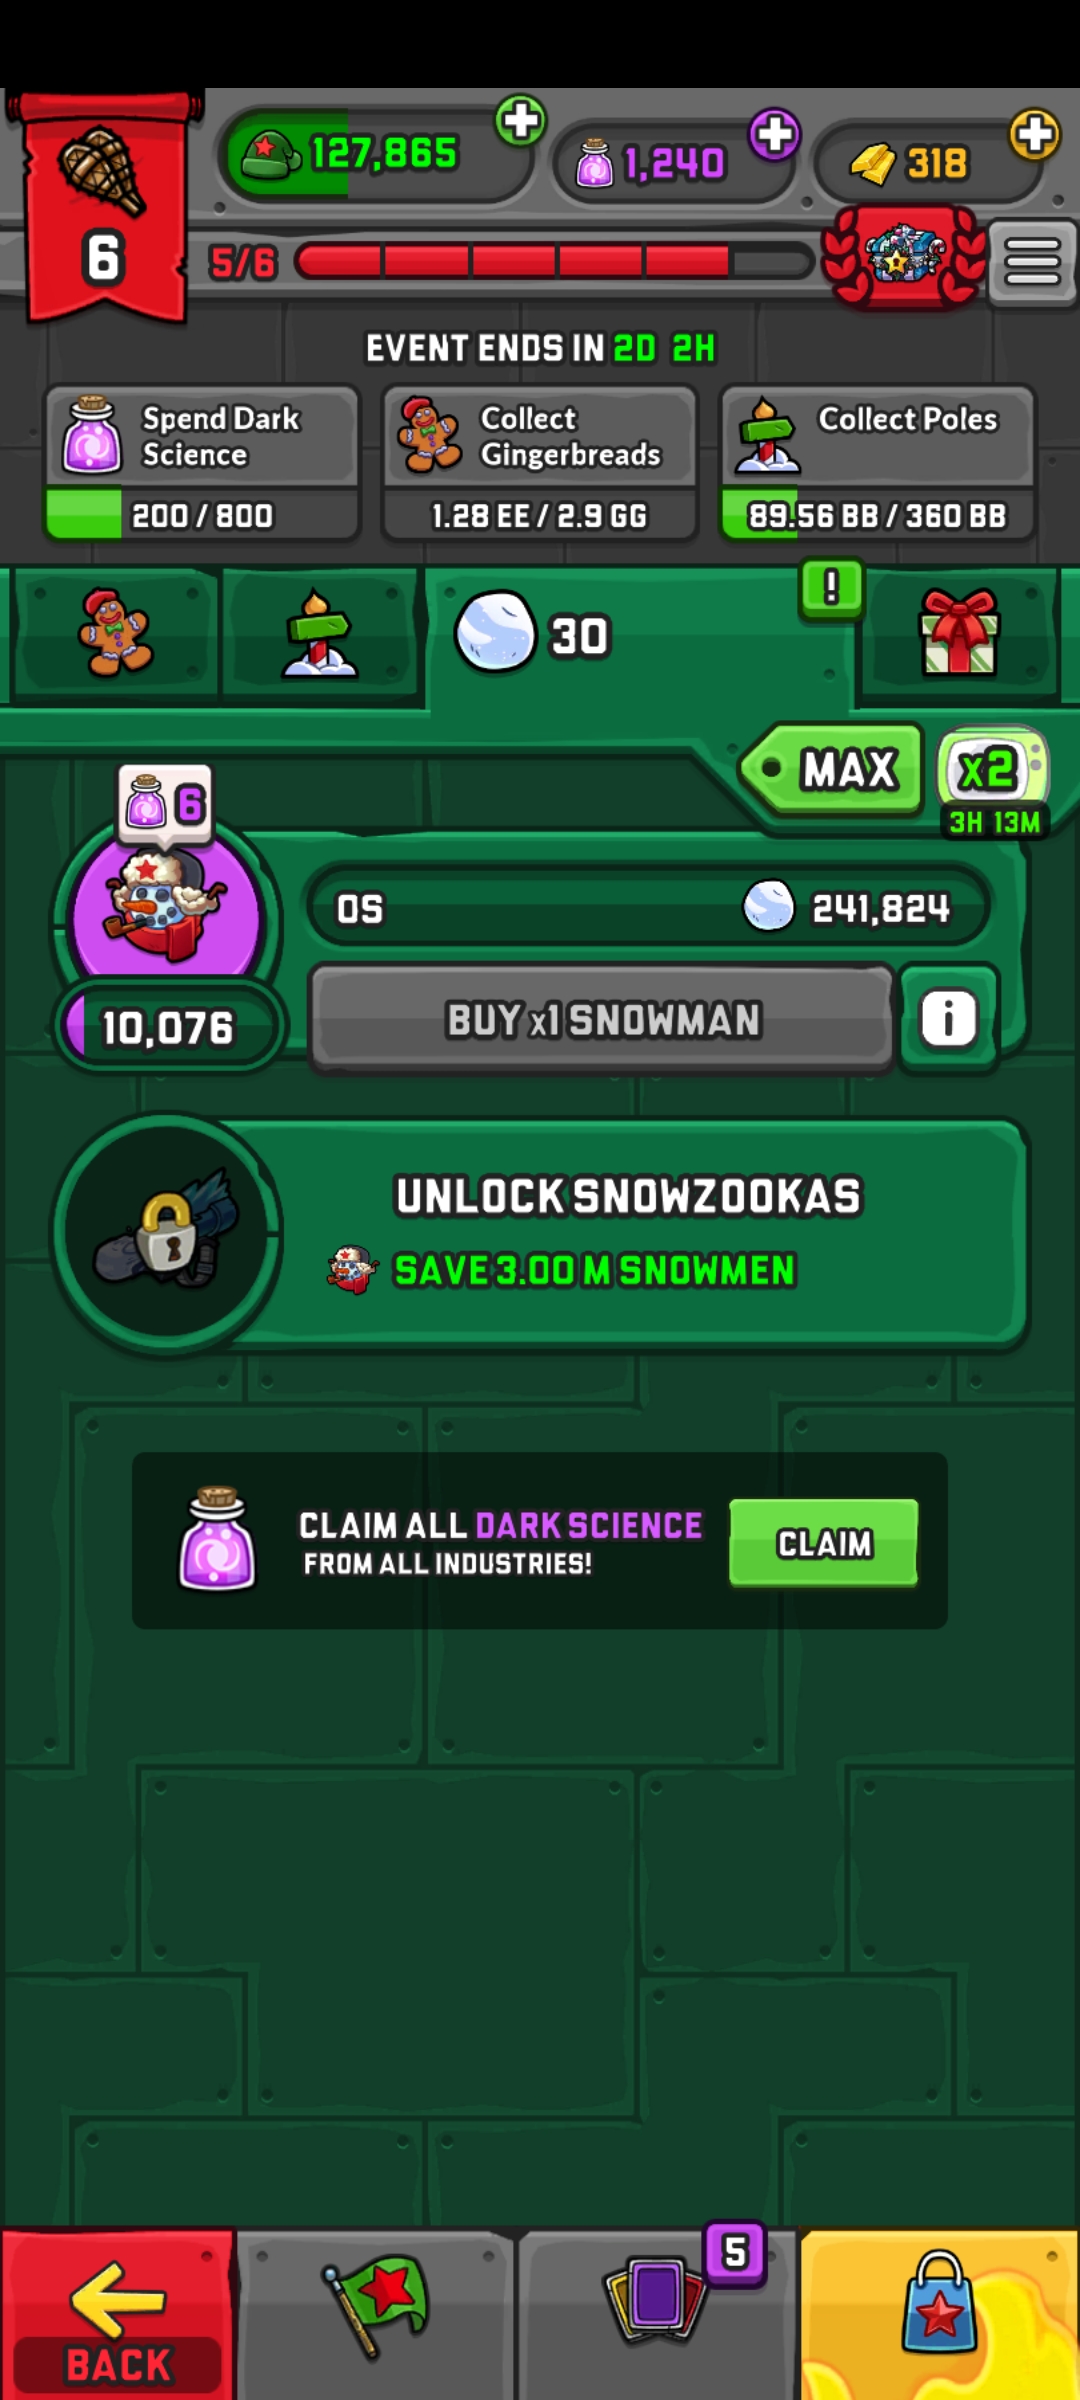 127,865
1,240
318
6
5/6
EVENT ENDS IN 2D 2H
Spend Dark
Science
200 / 800
Collect
Gingerbreads
1.28 EE / 2.9 GG
Collect Poles
89.56 BB / 360 BB
30
!
MAX
x2
3H 13M
6
0S
241,824
10,076
BUY x1 SNOWMAN
i
UNLOCK SNOWZOOKAS
SAVE 3.00 M SNOWMEN
CLAIM ALL DARK SCIENCE
FROM ALL INDUSTRIES!
CLAIM
5
BACK